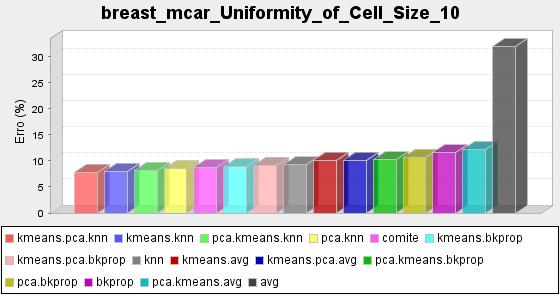 breast_mcar_Uniformity_of_Cell_Size_10
Erro (%)
30
25
20
15
10
5
0
kmeans.pca.knn kmeans.knn pca.kmeans.knn pca.knn comite kmeans.bkprop
kmeans.pca.bkprop knn kmeans.avg kmeans.pca.avg pca.kmeans.bkprop
pca.bkprop bkprop pca.kmeans.avg avg